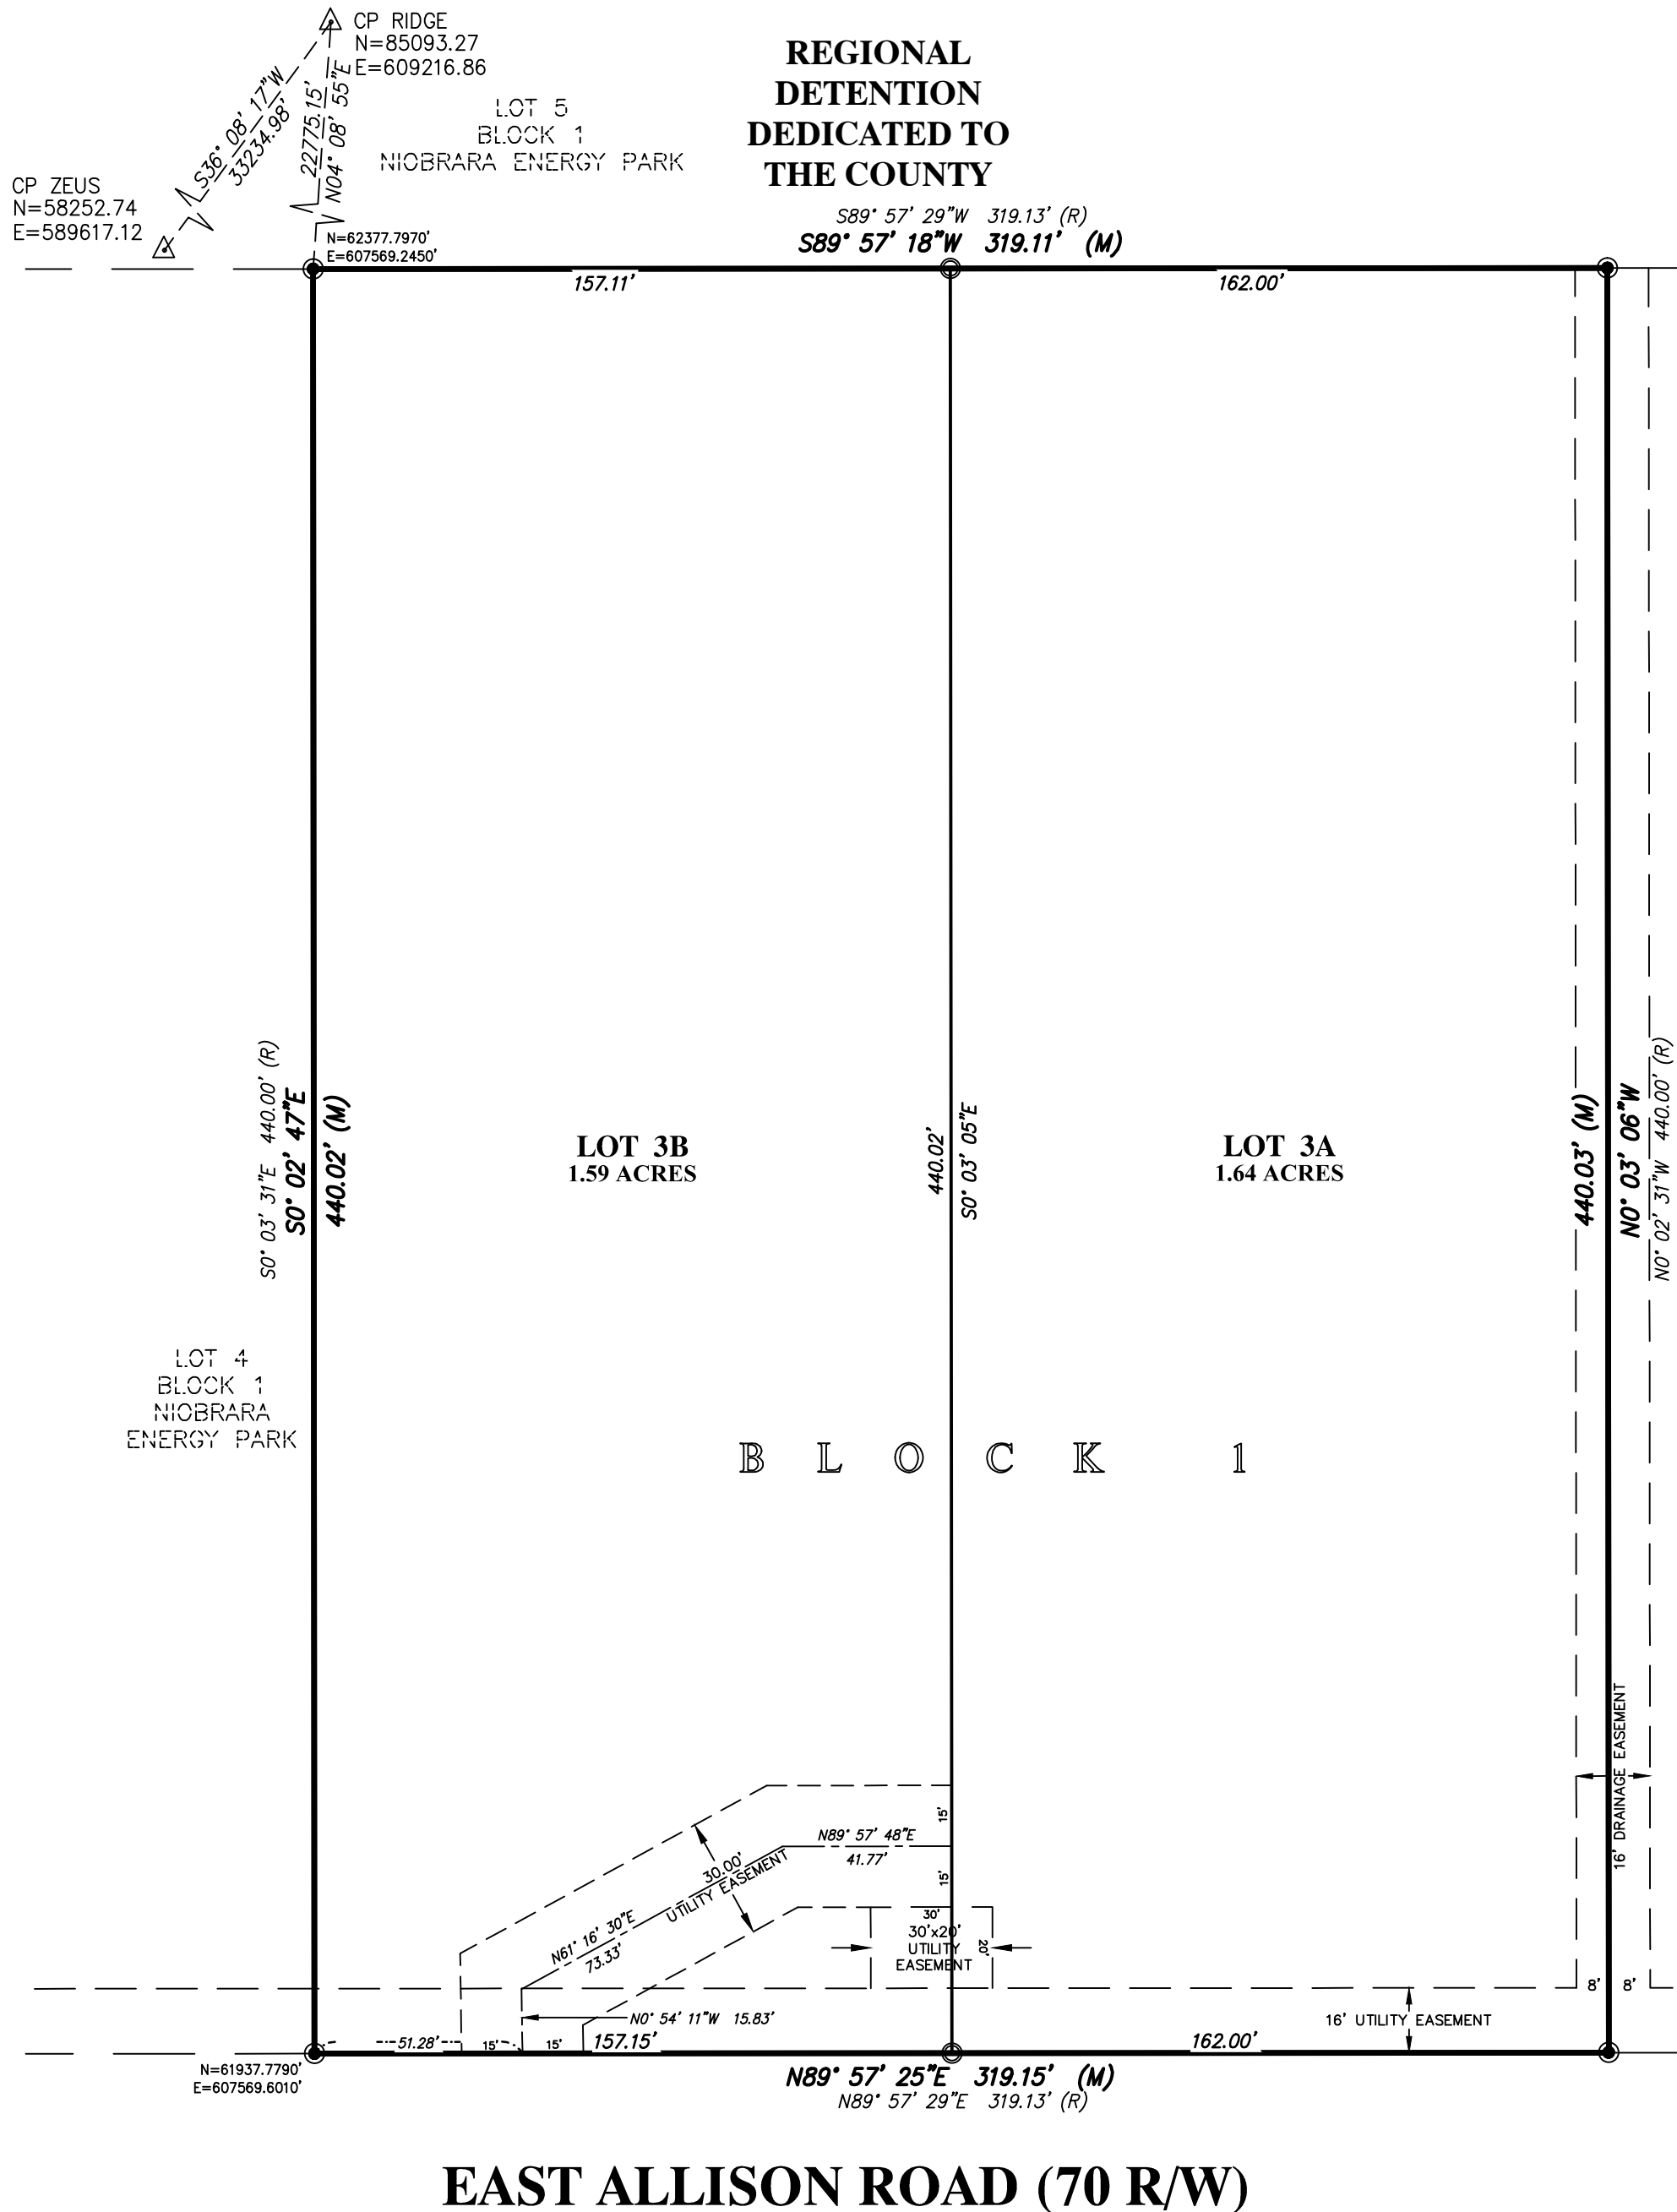 CP RIDGE
N=85093.27
E=609216.86
REGIONAL
DETENTION
DEDICATED TO
THE COUNTY
LOT 5
BLOCK 1
NIOBRARA ENERGY PARK
S36° 08' 17"W
33234.98'
22775.15'
N04° 08' 55"E
CP ZEUS
N=58252.74
E=589617.12
N=62377.7970'
E=607569.2450'
S89° 57' 29"W 319.13' (R)
S89° 57' 18"W 319.11' (M)
157.11'
162.00'
S0° 03' 31"E 440.00' (R)
S0° 02' 47"E
440.02' (M)
LOT 3B
1.59 ACRES
440.02'
S0° 03' 05"E
LOT 3A
1.64 ACRES
440.03' (M)
N0° 03' 06"W
N0° 02' 31"W 440.00' (R)
LOT 4
BLOCK 1
NIOBRARA
ENERGY PARK
BLOCK 1
16' DRAINAGE EASEMENT
15'
N89° 57' 48"E
41.77'
15'
30.00'
UTILITY EASEMENT
N61° 16' 30"E
73.33'
30'
30'x20'
UTILITY
EASEMENT
20'
8' 8'
N0° 54' 11"W 15.83'
16' UTILITY EASEMENT
51.28'
15'
15'
157.15'
162.00'
N=61937.7790'
E=607569.6010'
N89° 57' 25"E 319.15' (M)
N89° 57' 29"E 319.13' (R)
EAST ALLISON ROAD (70 R/W)